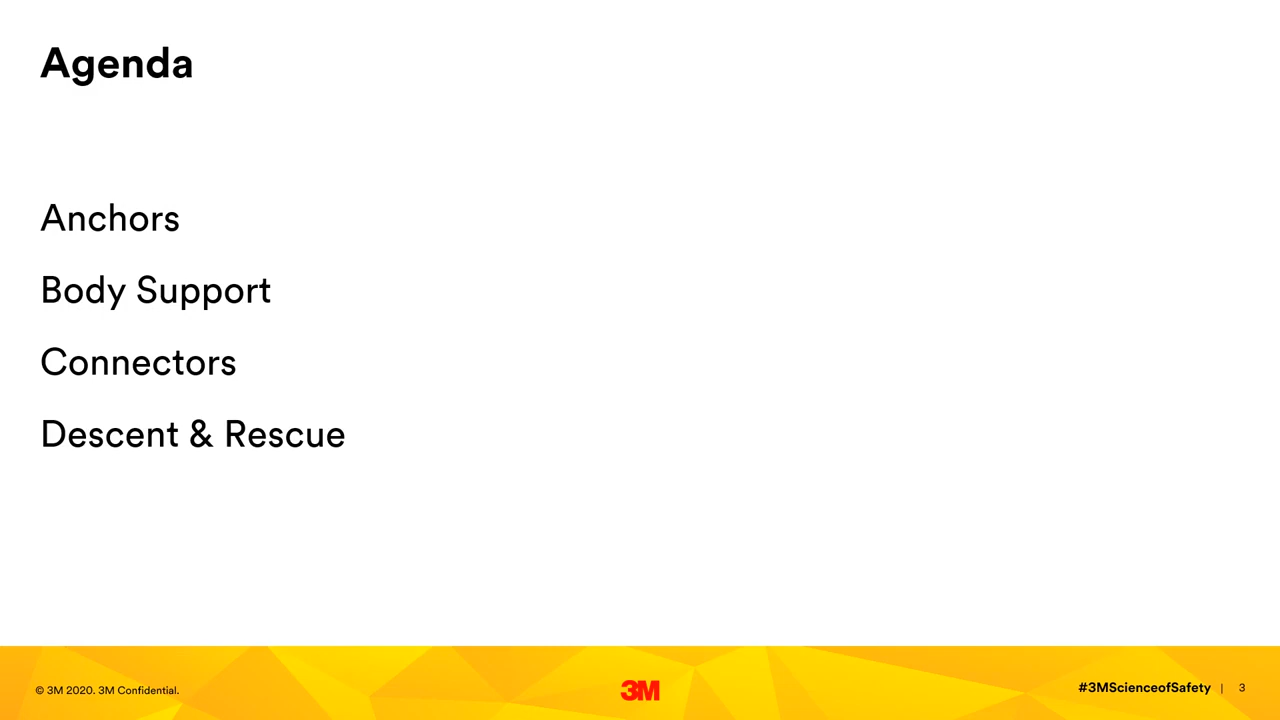 Agenda
Anchors
Body Support
Connectors
Descent & Rescue
© 3M 2020. 3M Confidential.
3M
#3MScienceofSafety | 3